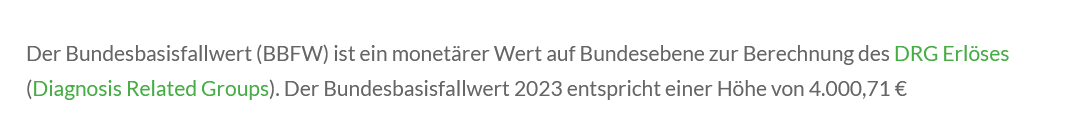 Der Bundesbasisfallwert (BBFW) ist ein monetärer Wert auf Bundesebene zur Berechnung des DRG Erlöses
(Diagnosis Related Groups). Der Bundesbasisfallwert 2023 entspricht einer Höhe von 4.000,71 €